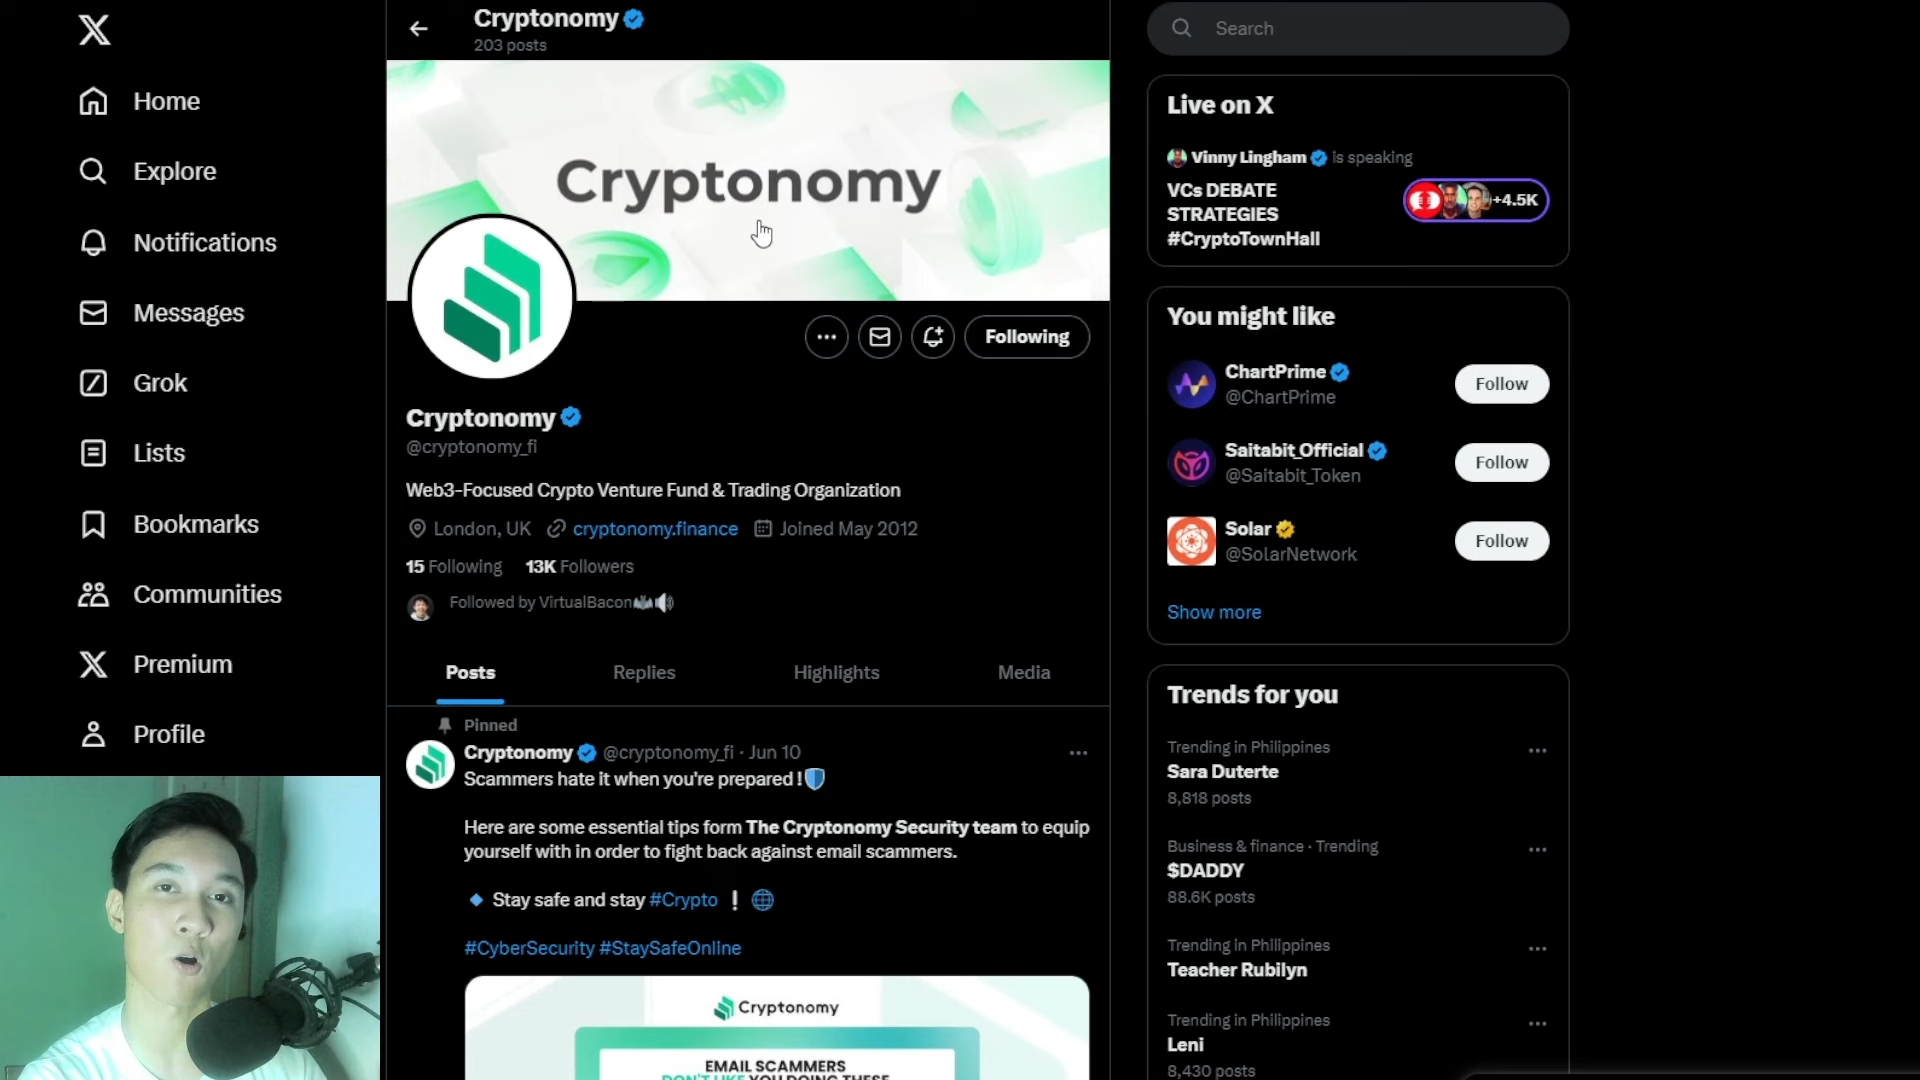 Home
Explore
Notifications
Messages
Grok
Lists
Bookmarks
Communities
Premium
Profile
Cryptonomy
203 posts
Cryptonomy
Following
Cryptonomy
@cryptonomy_fi
Web3-Focused Crypto Venture Fund & Trading Organization
London, UK cryptonomy.finance Joined May 2012
15 Following 13K Followers
Followed by VirtualBacon🦇🔊
Posts Replies Highlights Media
Pinned
Cryptonomy @cryptonomy_fi · Jun 10
Scammers hate it when you're prepared !🛡️
Here are some essential tips form The Cryptonomy Security team to equip
yourself with in order to fight back against email scammers.
🔹 Stay safe and stay #Crypto ❕ 🌐
#CyberSecurity #StaySafeOnline
Cryptonomy
EMAIL SCAMMERS
DON'T LIKE YOU DOING THESE
Search
Live on X
Vinny Lingham is speaking
VCs DEBATE
STRATEGIES
#CryptoTownHall
+4.5K
You might like
ChartPrime
@ChartPrime
Follow
Saitabit_Official
@Saitabit_Token
Follow
Solar
@SolarNetwork
Follow
Show more
Trends for you
Trending in Philippines
Sara Duterte
8,818 posts
Business & finance · Trending
$DADDY
88.6K posts
Trending in Philippines
Teacher Rubilyn
Trending in Philippines
Leni
8,430 posts